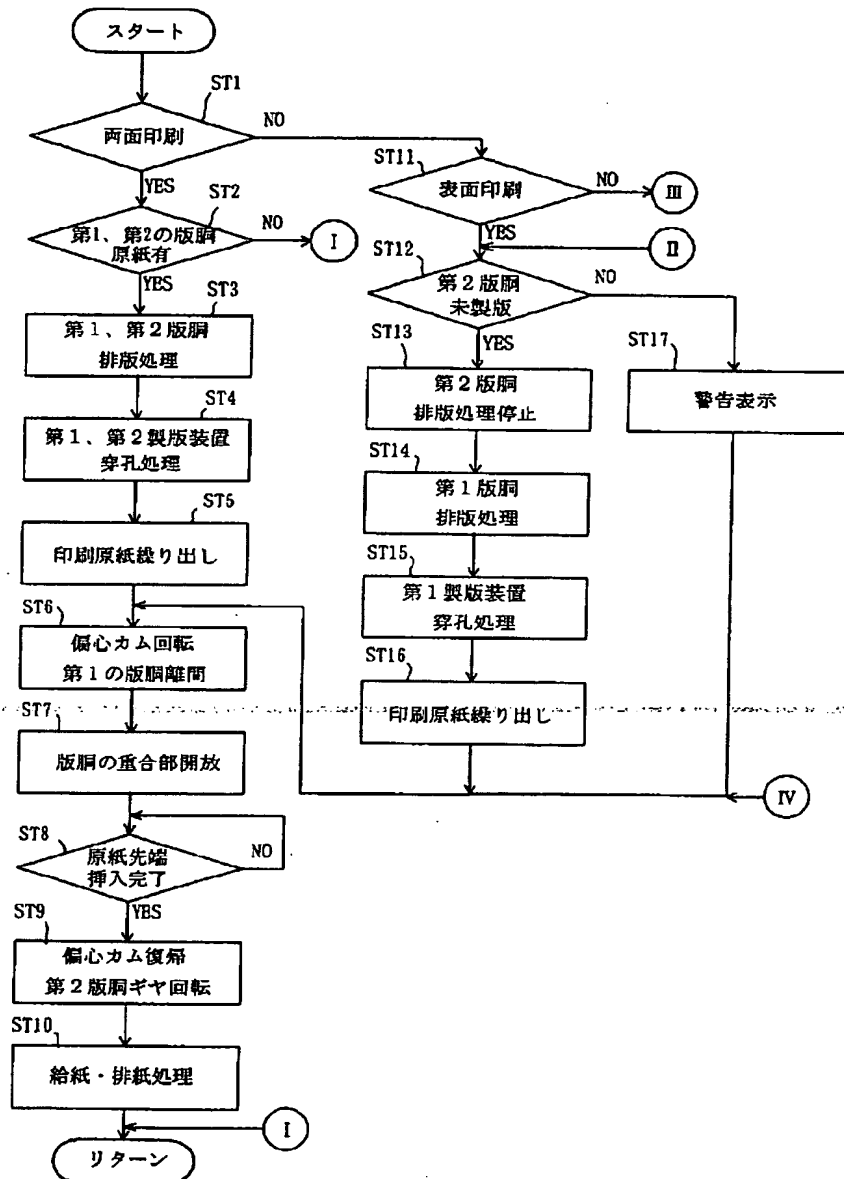 スタート
ST1
両面印刷
NO
YES
ST2
第1、第2の版胴
原紙有
NO
I
YES
ST3
第1、第2版胴
排版処理
ST4
第1、第2製版装置
穿孔処理
ST5
印刷原紙繰り出し
ST6
偏心カム回転
第1の版胴離間
ST7
版胴の重合部開放
ST8
原紙先端
挿入完了
NO
YES
ST9
偏心カム復帰
第2版胴ギヤ回転
ST10
給紙・排紙処理
I
リターン
ST11
表面印刷
NO
III
YES
II
ST12
第2版胴
未製版
NO
YES
ST13
第2版胴
排版処理停止
ST14
第1版胴
排版処理
ST15
第1製版装置
穿孔処理
ST16
印刷原紙繰り出し
ST17
警告表示
IV